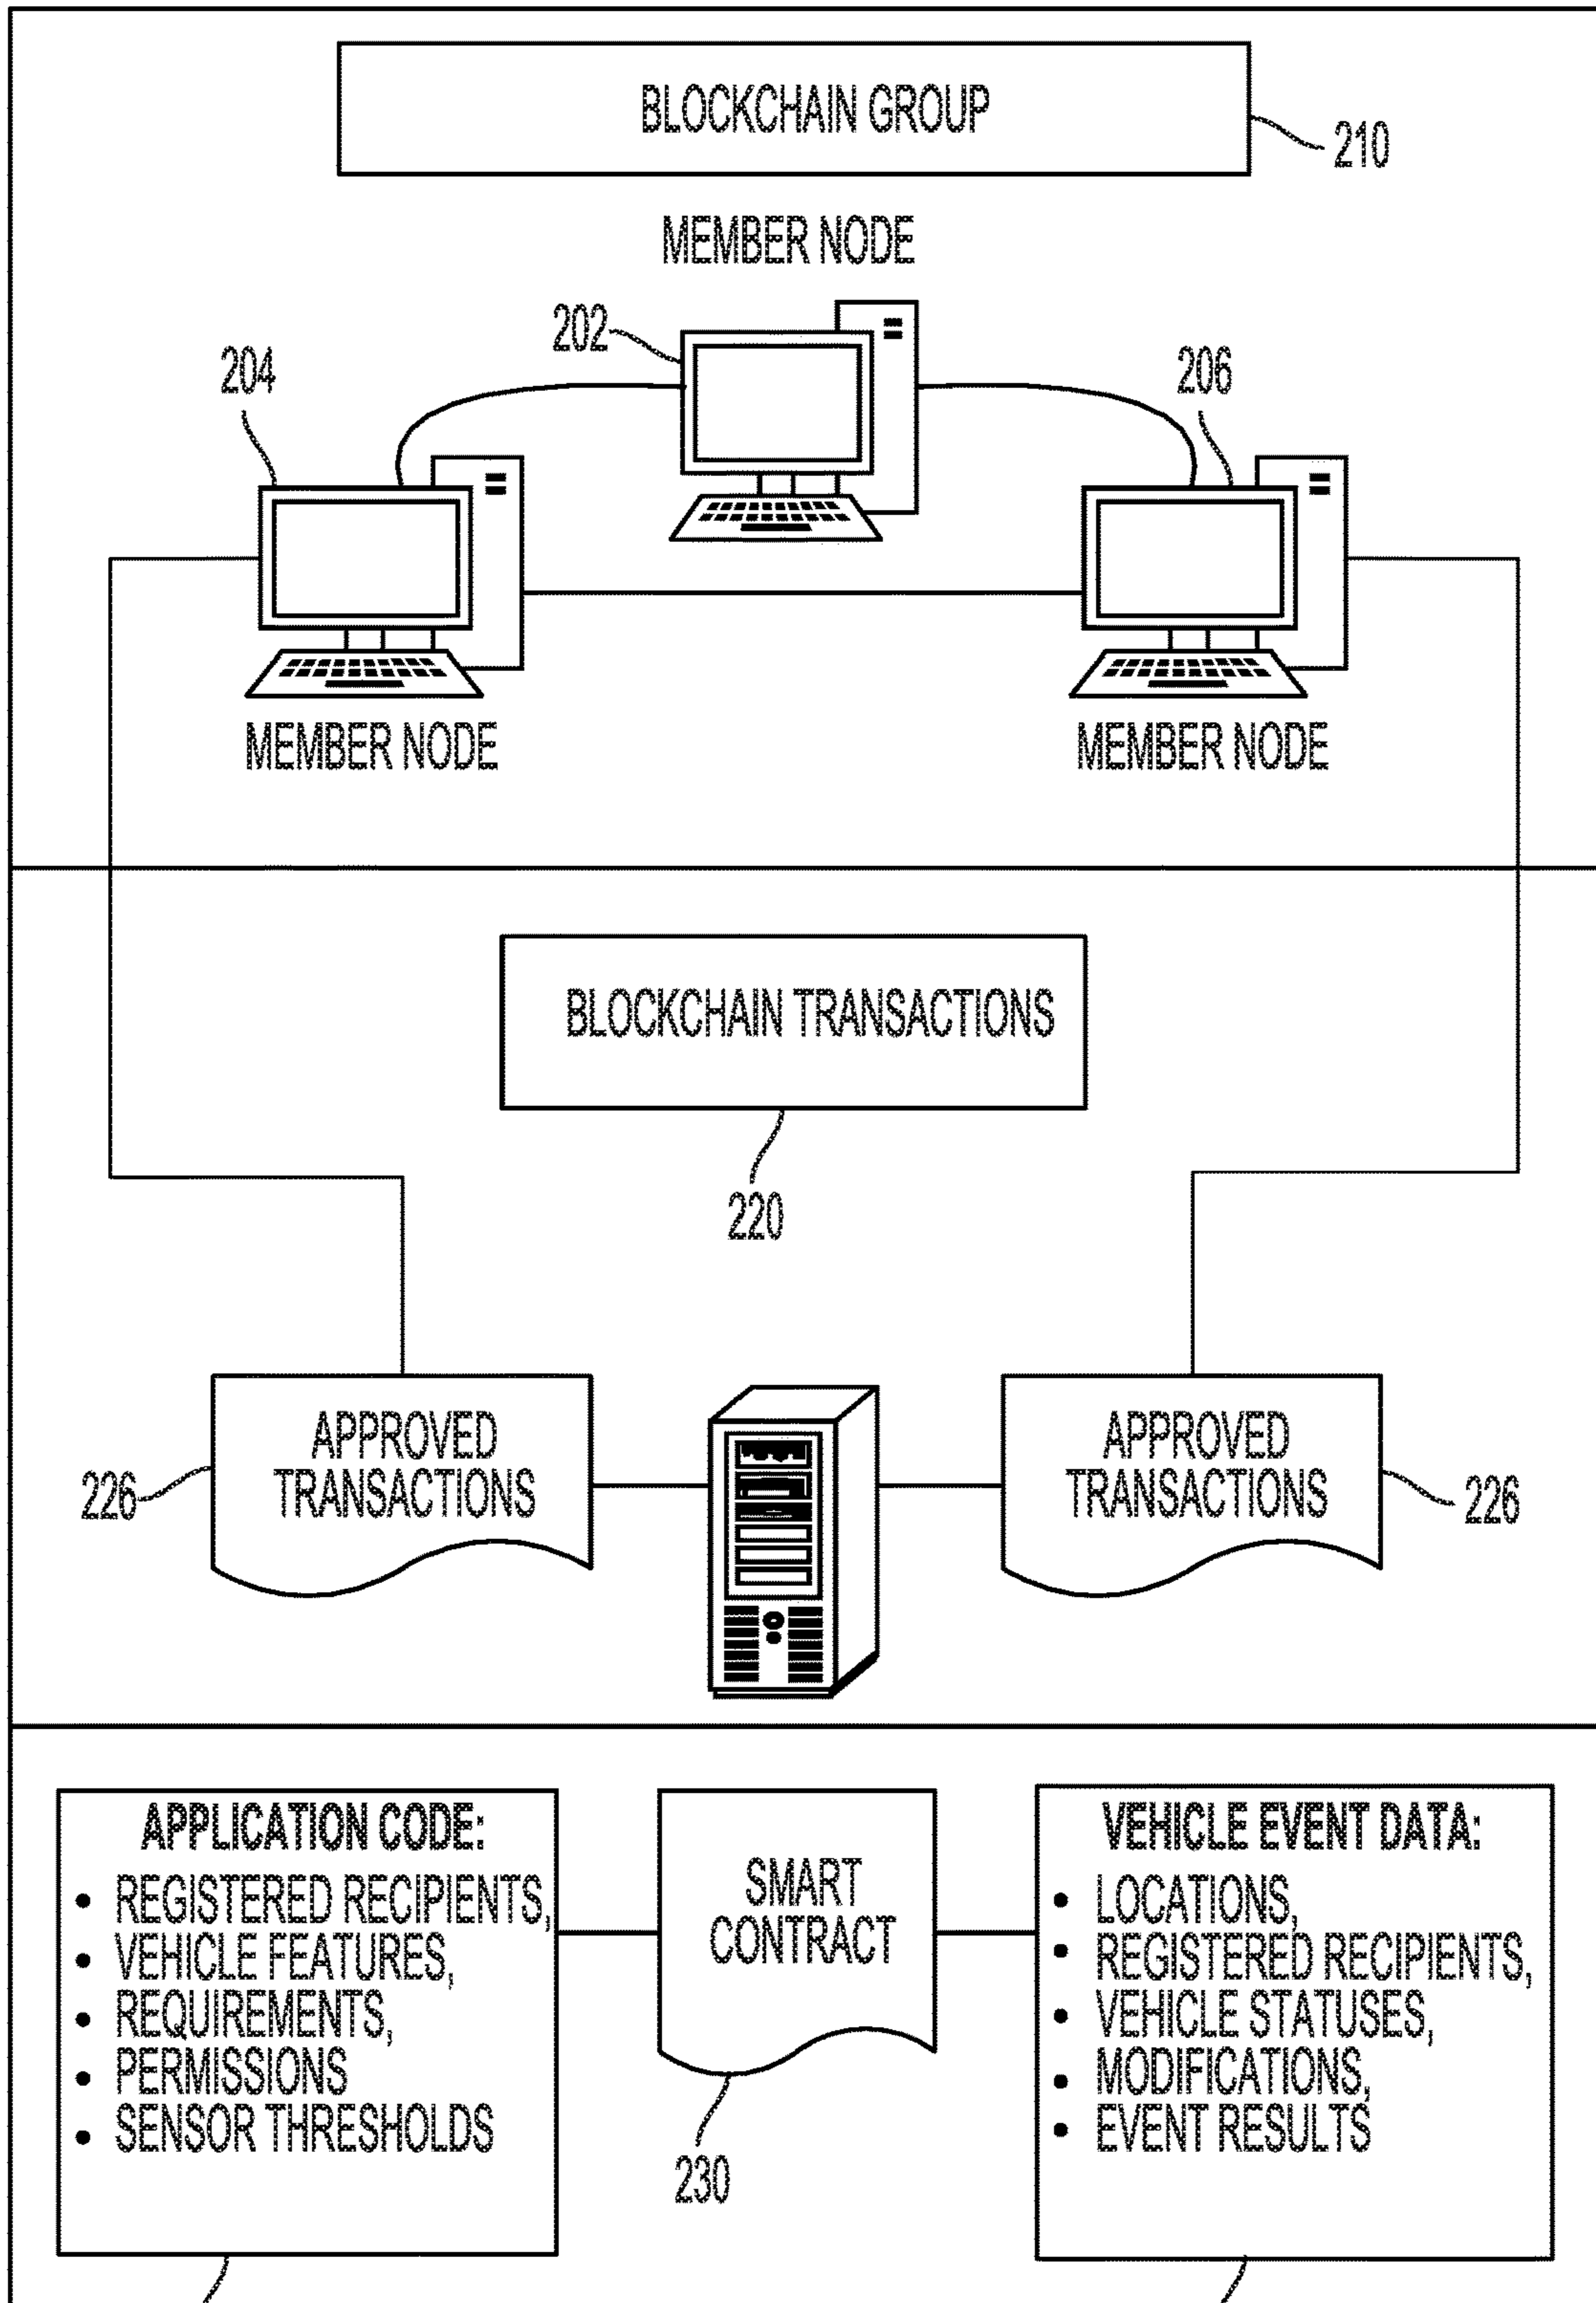 BLOCKCHAIN GROUP
210
MEMBER NODE
202
204
206
MEMBER NODE
MEMBER NODE
BLOCKCHAIN TRANSACTIONS
220
APPROVED
TRANSACTIONS
226
APPROVED
TRANSACTIONS
226
APPLICATION CODE:
• REGISTERED RECIPIENTS,
• VEHICLE FEATURES,
• REQUIREMENTS,
• PERMISSIONS
• SENSOR THRESHOLDS
SMART
CONTRACT
230
VEHICLE EVENT DATA:
• LOCATIONS,
• REGISTERED RECIPIENTS,
• VEHICLE STATUSES,
• MODIFICATIONS,
• EVENT RESULTS